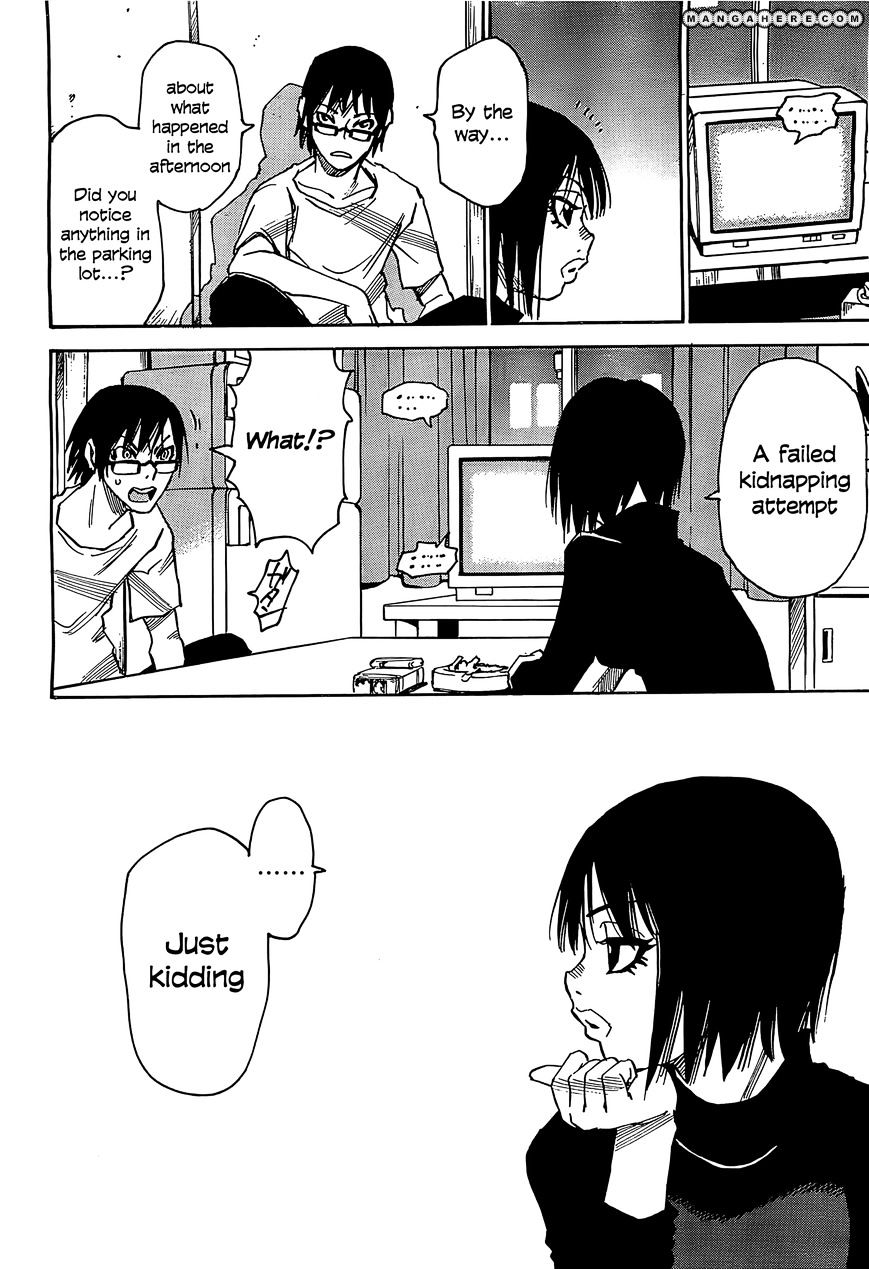 MANGAHERE.COM
By the
way...
about
what
happened
in the
afternoon
Did you
notice
anything in
the parking
lot...?
A failed
kidnapping
attempt
What!?
......
Just
kidding